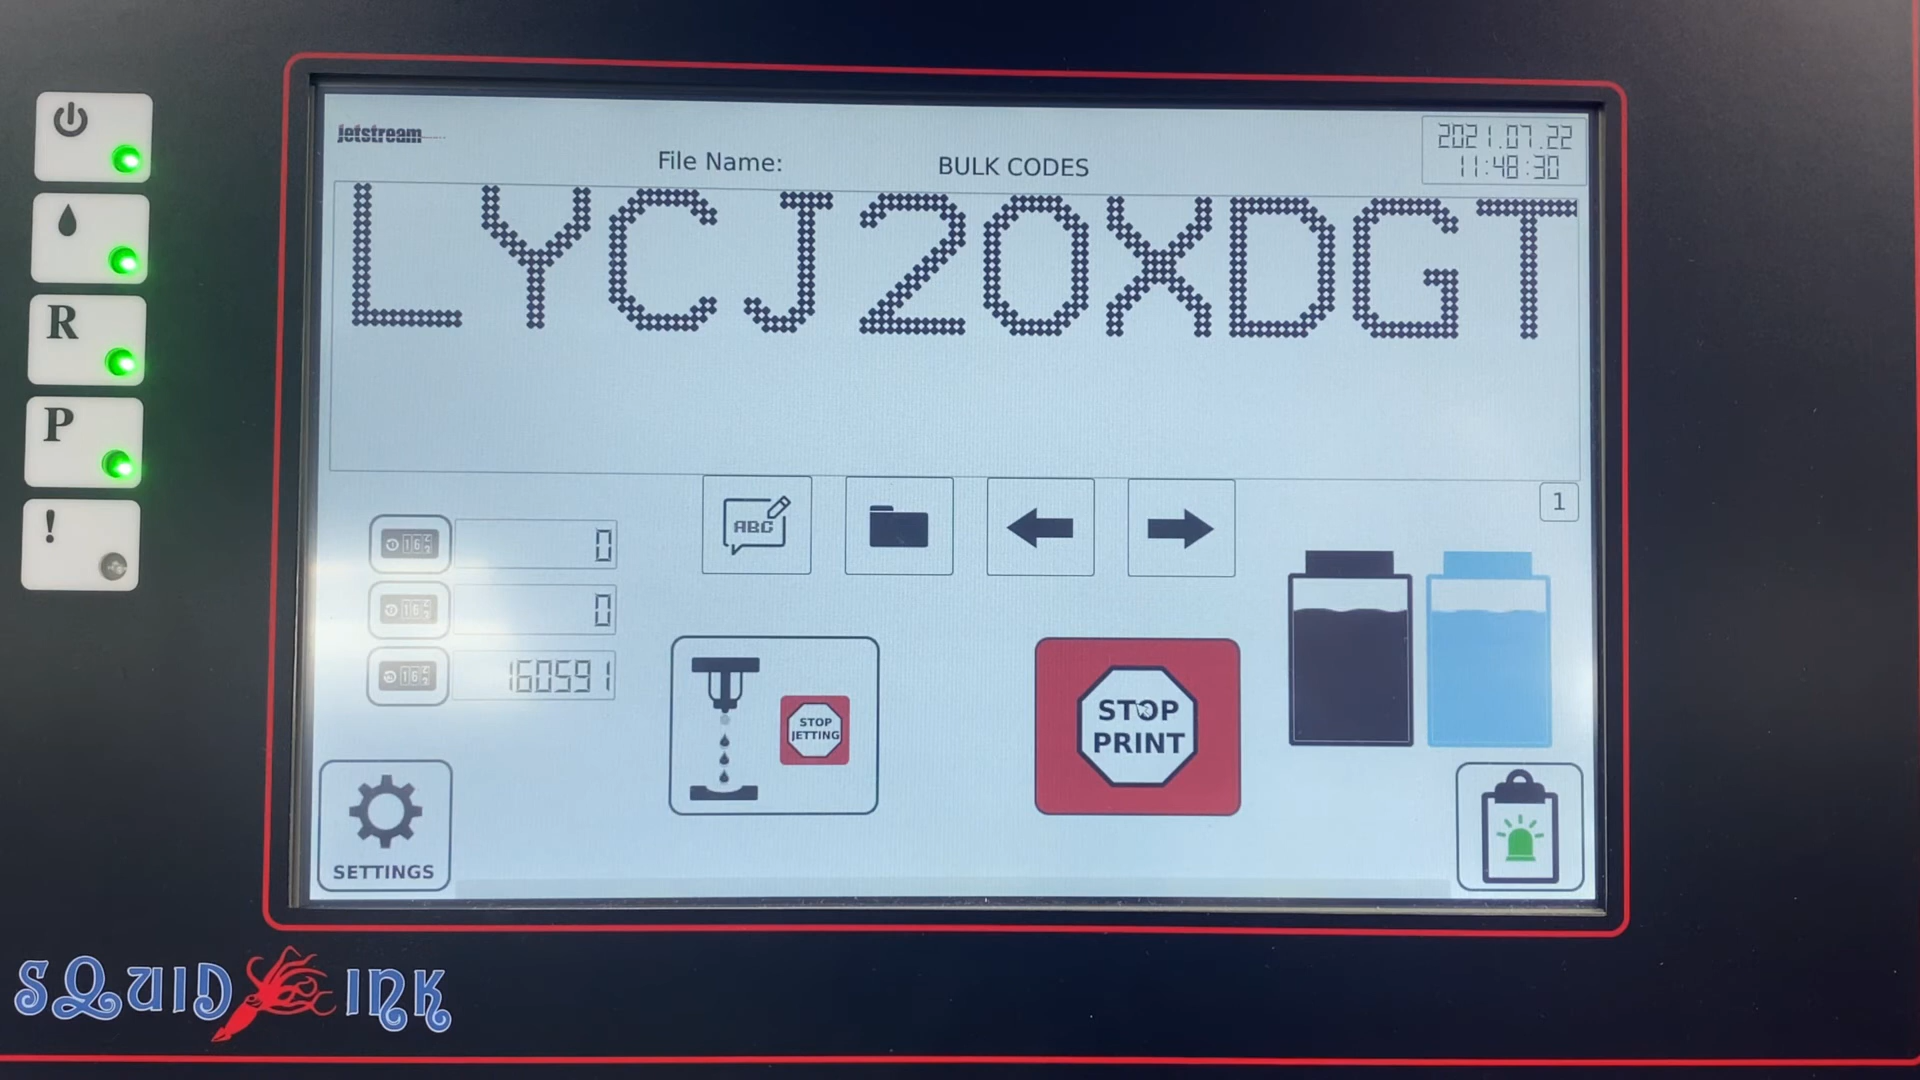 jetstream
File Name: BULK CODES
2021.07.22
11:48:30
LYCJ20XDGT
R
P
!
ABC
1
0
0
160591
STOP
JETTING
STOP
PRINT
SETTINGS
SQUID INK